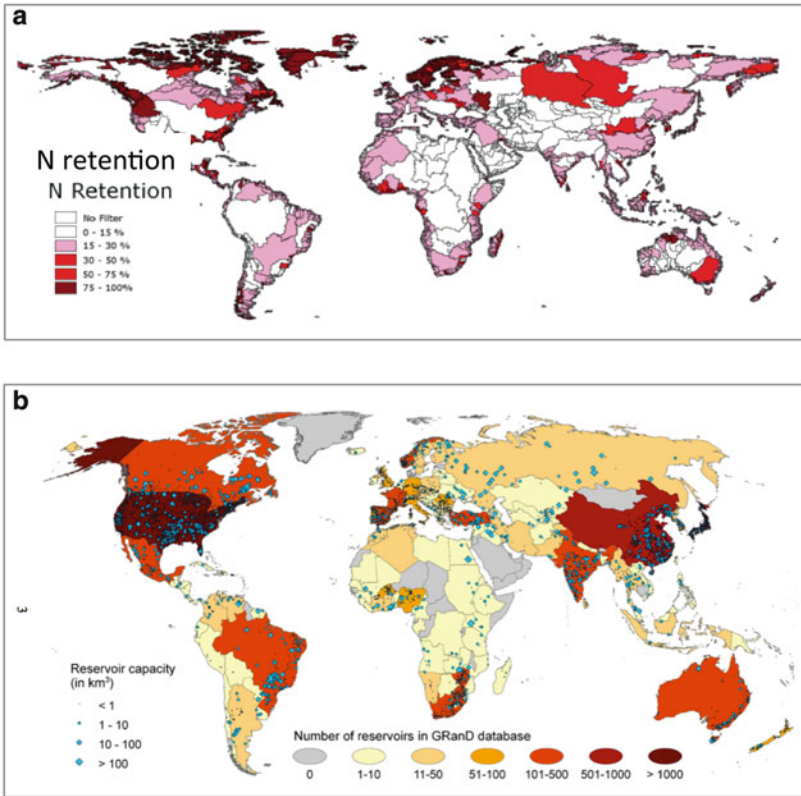 a
N retention
N Retention
No Filter
0 - 15 %
15 - 30 %
30 - 50 %
50 - 75 %
75 - 100%
b
3
Reservoir capacity
(in km³)
< 1
1 - 10
10 - 100
> 100
Number of reservoirs in GRanD database
0
1-10
11-50
51-100
101-500
501-1000
> 1000